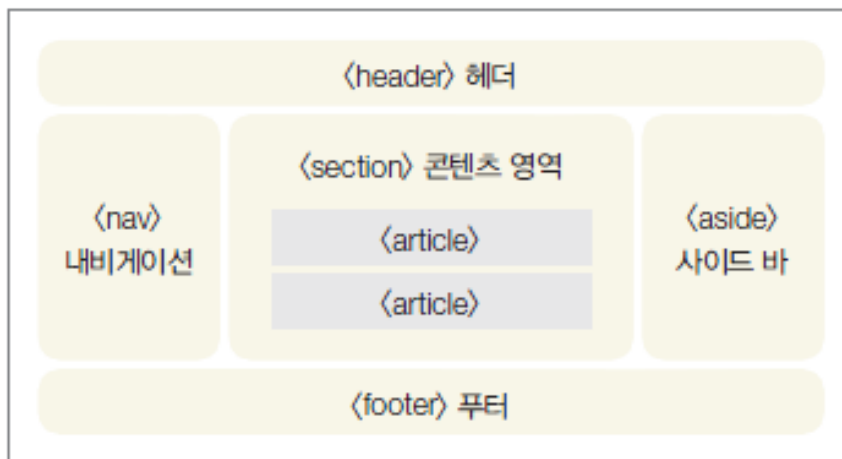 〈header〉 헤더
〈nav〉
내비게이션
〈section〉 콘텐츠 영역
〈article〉
〈article〉
〈aside〉
사이드 바
〈footer〉 푸터